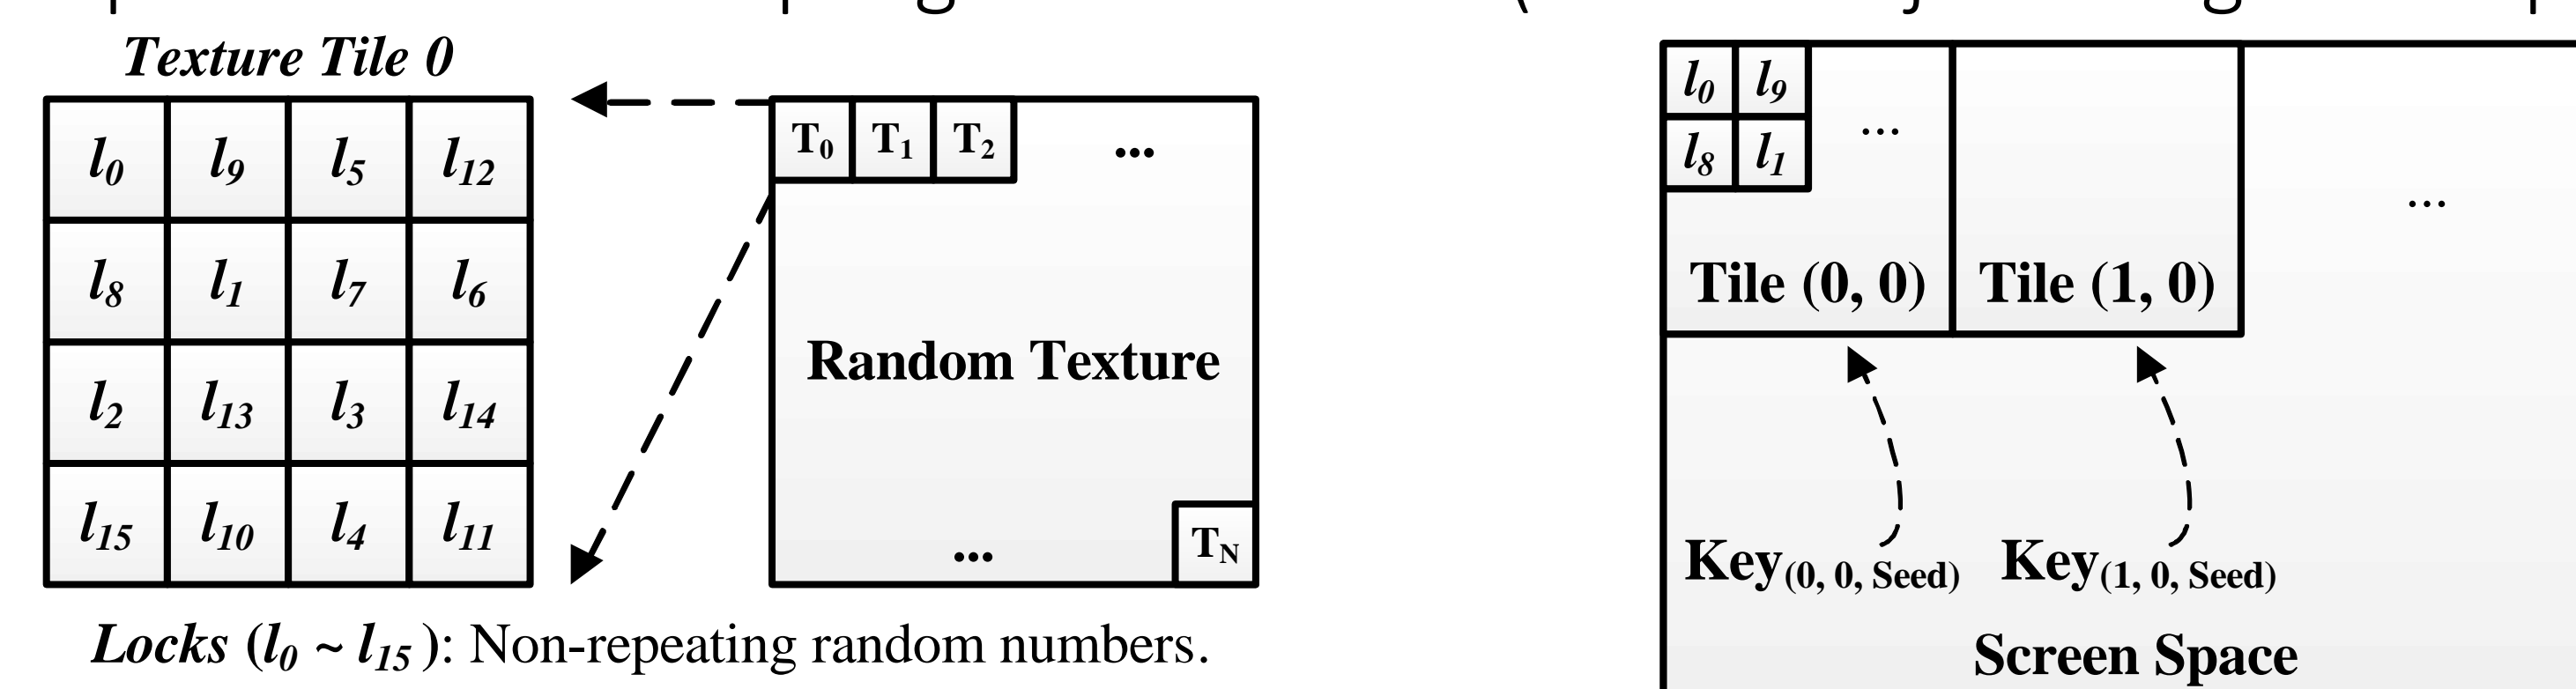 Texture Tile 0
l0 l9 l5 l12
l8 l1 l7 l6
l2 l13 l3 l14
l15 l10 l4 l11
Locks (l0 ~ l15): Non-repeating random numbers.
T0 T1 T2 ...
Random Texture
... TN
l0 l9 ...
l8 l1
...
Tile (0, 0) Tile (1, 0)
Key(0, 0, Seed) Key(1, 0, Seed)
Screen Space